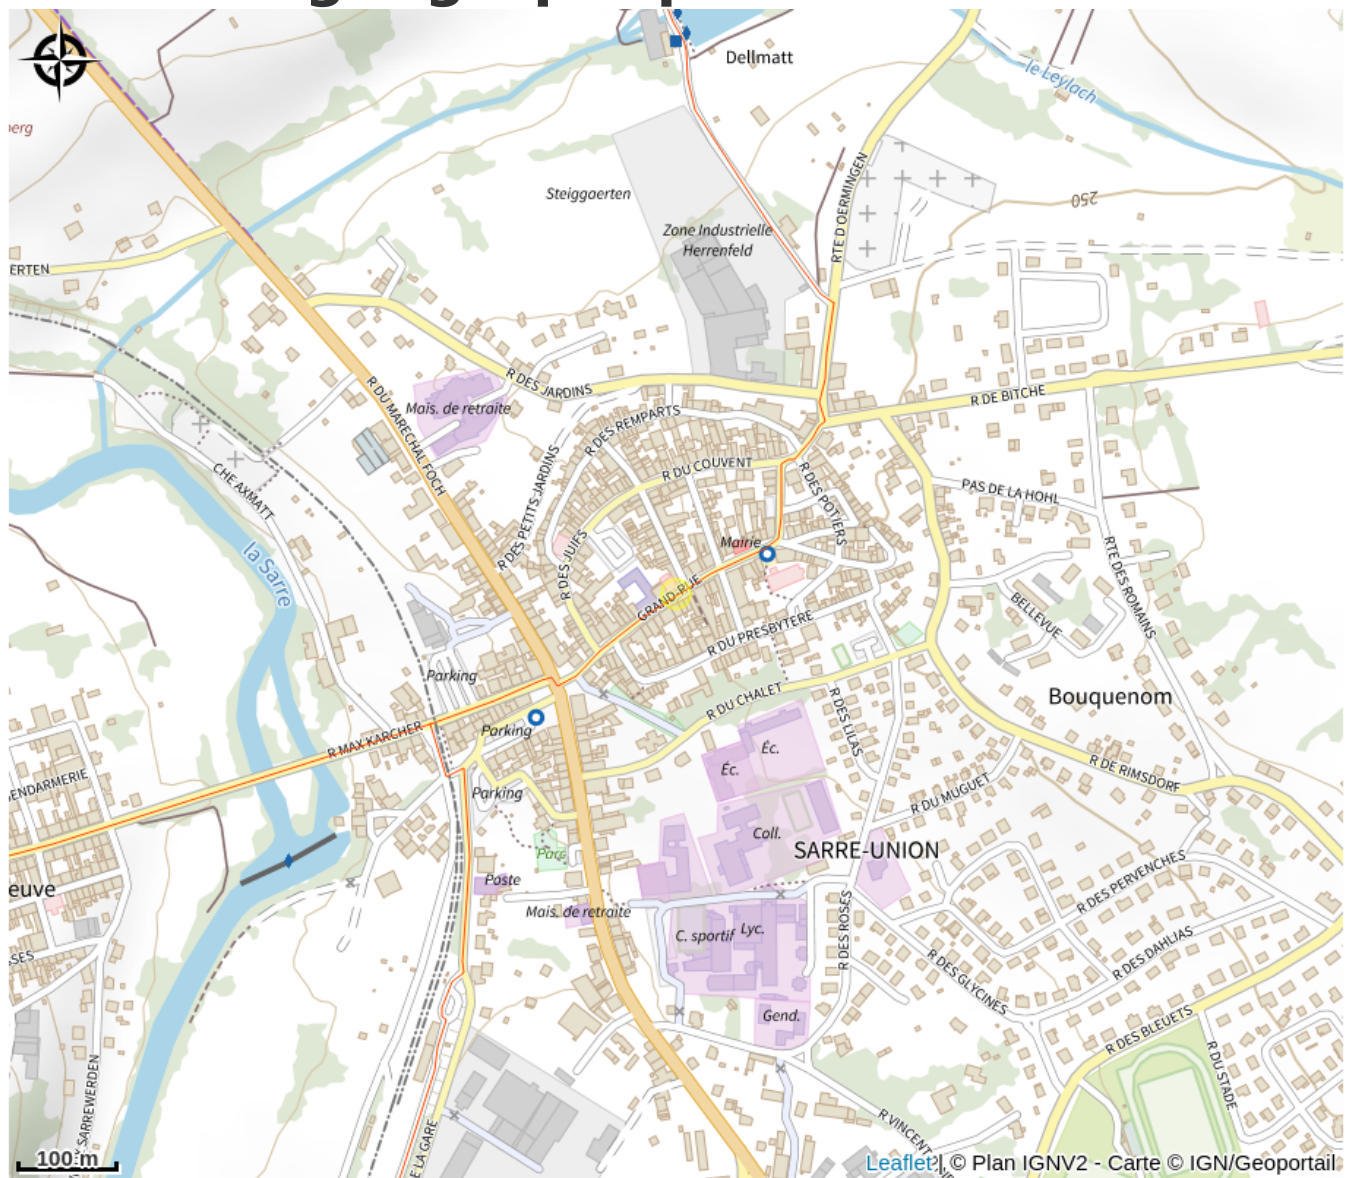 Dellmatt
le Leylach
berg
Steiggaerten
RTE D OERMINGEN
250
Zone Industrielle
Herrenfeld
ERTEN
R DES JARDINS
R DE BITCHE
R DU MARECHAL FOCH
Mais. de retraite
R DES REMPARTS
R DU COUVENT
CHE AXMATT
R DES PETITS JARDINS
R DES POTIERS
PAS DE LA HOHL
Mairie
la Sarre
R DES JUIFS
RTE DES ROMAINS
GRAND RUE
BELLEVUE
R DU PRESBYTERE
Parking
R DU CHALET
Bouquenom
R DES LILAS
Parking
R MAX KARCHER
Éc.
Éc.
GENDARMERIE
R DE RIMSDORF
Parking
R DU MUGUET
Coll.
SARRE-UNION
Parc
Poste
euve
R DES PERVENCHES
Mais. de retraite
C. sportif
Lyc.
R DES ROSES
SSES
R DES GLYCINES
R DES DAHLIAS
Gend.
R DES BLEUETS
R DU STADE
SARREWERDEN
E LA GARE
R VINCENT
100 m
Leaflet | © Plan IGNV2 - Carte © IGN/Geoportail